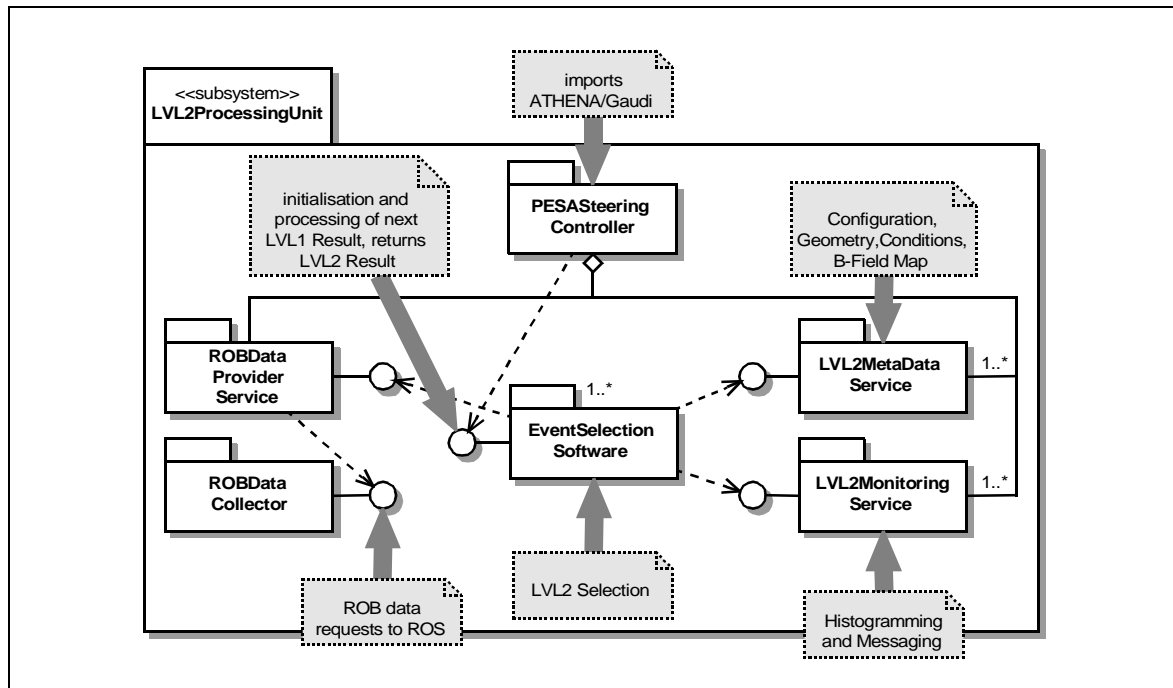 imports
ATHENA/Gaudi
<<subsystem>>
LVL2ProcessingUnit
initialisation and
processing of next
LVL1 Result, returns
LVL2 Result
PESASteering
Controller
Configuration,
Geometry,Conditions,
B-Field Map
ROBData
Provider
Service
LVL2MetaData
Service
1..*
1..*
EventSelection
Software
ROBData
Collector
LVL2Monitoring
Service
1..*
ROB data
requests to ROS
LVL2 Selection
Histogramming
and Messaging